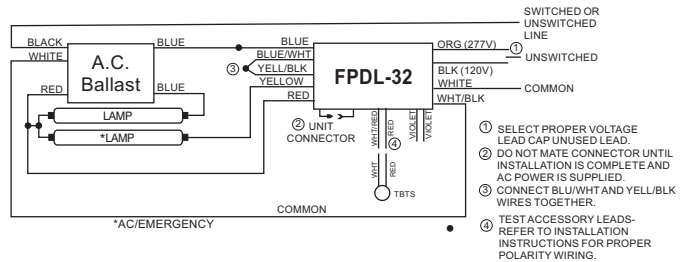 SWITCHED OR
UNSWITCHED
LINE
BLACK
BLUE
BLUE
ORG (277V)
①
WHITE
BLUE/WHT
UNSWITCHED
A.C.
Ballast
③
YELL/BLK
FPDL-32
BLK (120V)
YELLOW
WHITE
COMMON
RED
BLUE
RED
WHT/BLK
LAMP
*LAMP
② UNIT
CONNECTOR
WHT/RED
RED
④
VIOLET
VIOLET
WHT
RED
TBTS
COMMON
*AC/EMERGENCY
① SELECT PROPER VOLTAGE
LEAD CAP UNUSED LEAD.
② DO NOT MATE CONNECTOR UNTIL
INSTALLATION IS COMPLETE AND
AC POWER IS SUPPLIED.
③ CONNECT BLU/WHT AND YELL/BLK
WIRES TOGETHER.
④ TEST ACCESSORY LEADS-
REFER TO INSTALLATION
INSTRUCTIONS FOR PROPER
POLARITY WIRING.